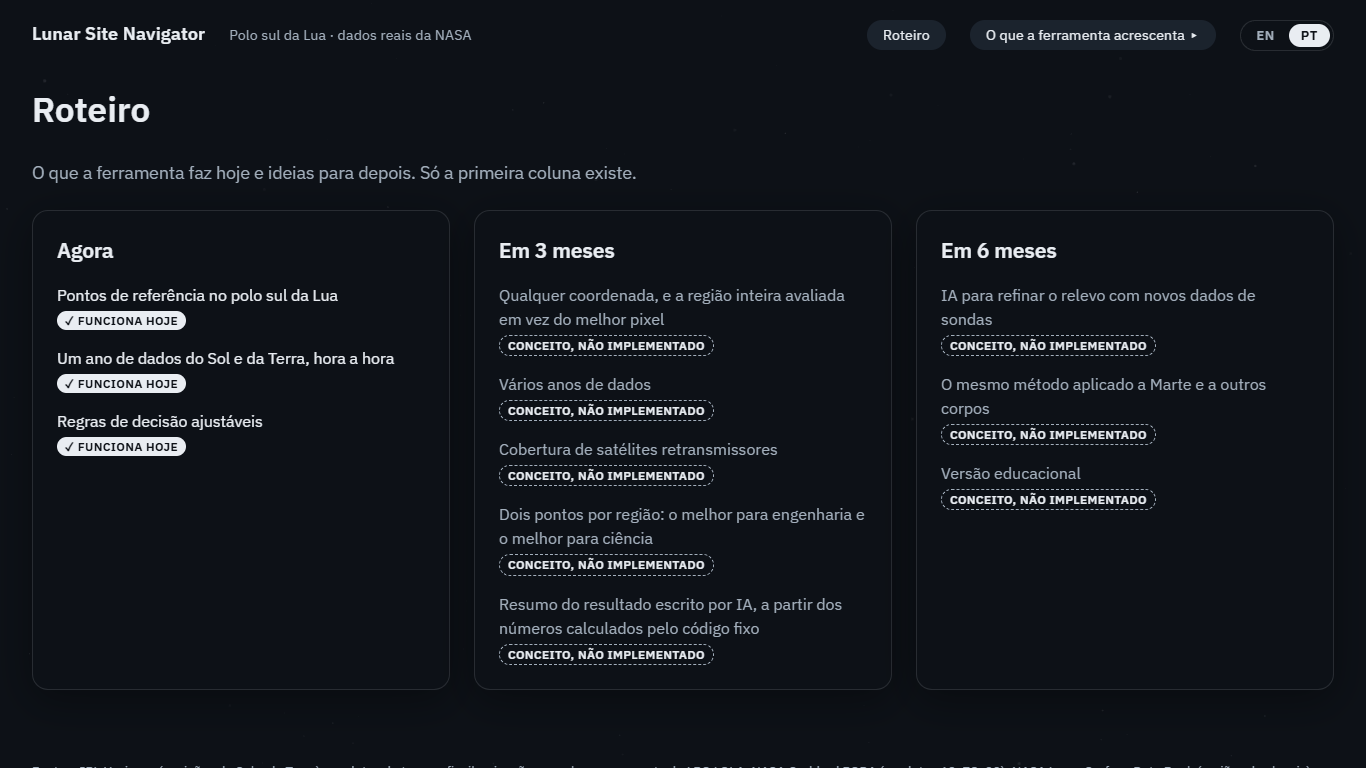 Lunar Site Navigator
Polo sul da Lua · dados reais da NASA
Roteiro
O que a ferramenta acrescenta ▸
EN
PT
Roteiro
O que a ferramenta faz hoje e ideias para depois. Só a primeira coluna existe.
Agora
Pontos de referência no polo sul da Lua
✓ FUNCIONA HOJE
Um ano de dados do Sol e da Terra, hora a hora
✓ FUNCIONA HOJE
Regras de decisão ajustáveis
✓ FUNCIONA HOJE
Em 3 meses
Qualquer coordenada, e a região inteira avaliada
em vez do melhor pixel
CONCEITO, NÃO IMPLEMENTADO
Vários anos de dados
CONCEITO, NÃO IMPLEMENTADO
Cobertura de satélites retransmissores
CONCEITO, NÃO IMPLEMENTADO
Dois pontos por região: o melhor para engenharia e
o melhor para ciência
CONCEITO, NÃO IMPLEMENTADO
Resumo do resultado escrito por IA, a partir dos
números calculados pelo código fixo
CONCEITO, NÃO IMPLEMENTADO
Em 6 meses
IA para refinar o relevo com novos dados de
sondas
CONCEITO, NÃO IMPLEMENTADO
O mesmo método aplicado a Marte e a outros
corpos
CONCEITO, NÃO IMPLEMENTADO
Versão educacional
CONCEITO, NÃO IMPLEMENTADO